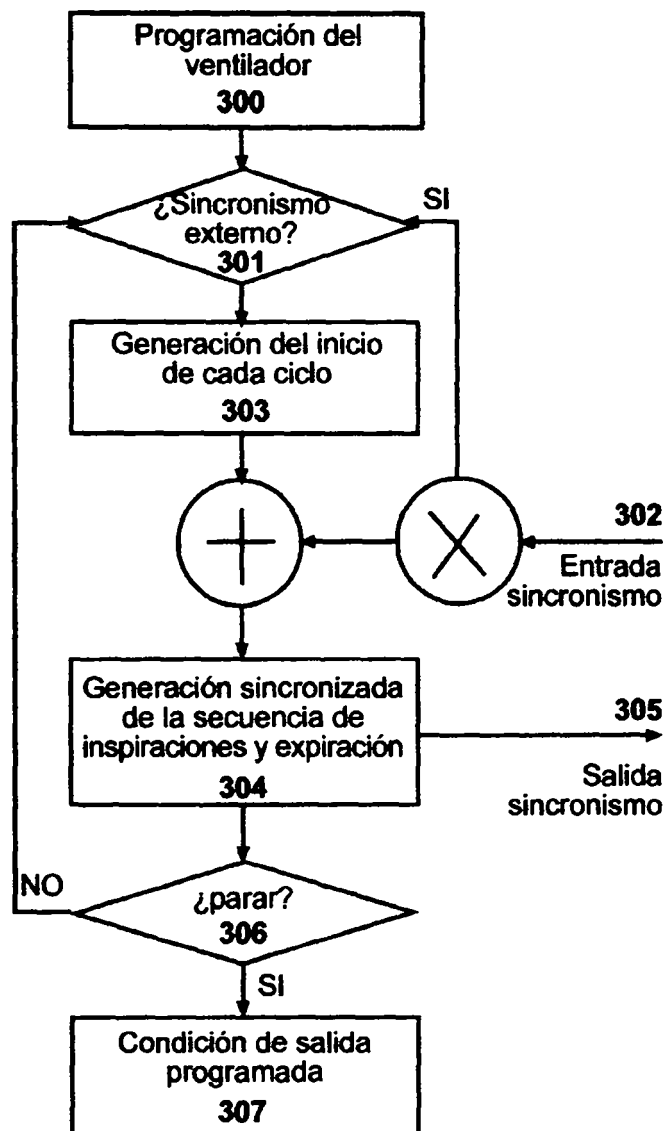 Programación del
ventilador
300
¿Sincronismo
externo?
301
SI
Generación del inicio
de cada ciclo
303
302
Entrada
sincronismo
Generación sincronizada
de la secuencia de
inspiraciones y expiración
304
305
Salida
sincronismo
NO
¿parar?
306
SI
Condición de salida
programada
307